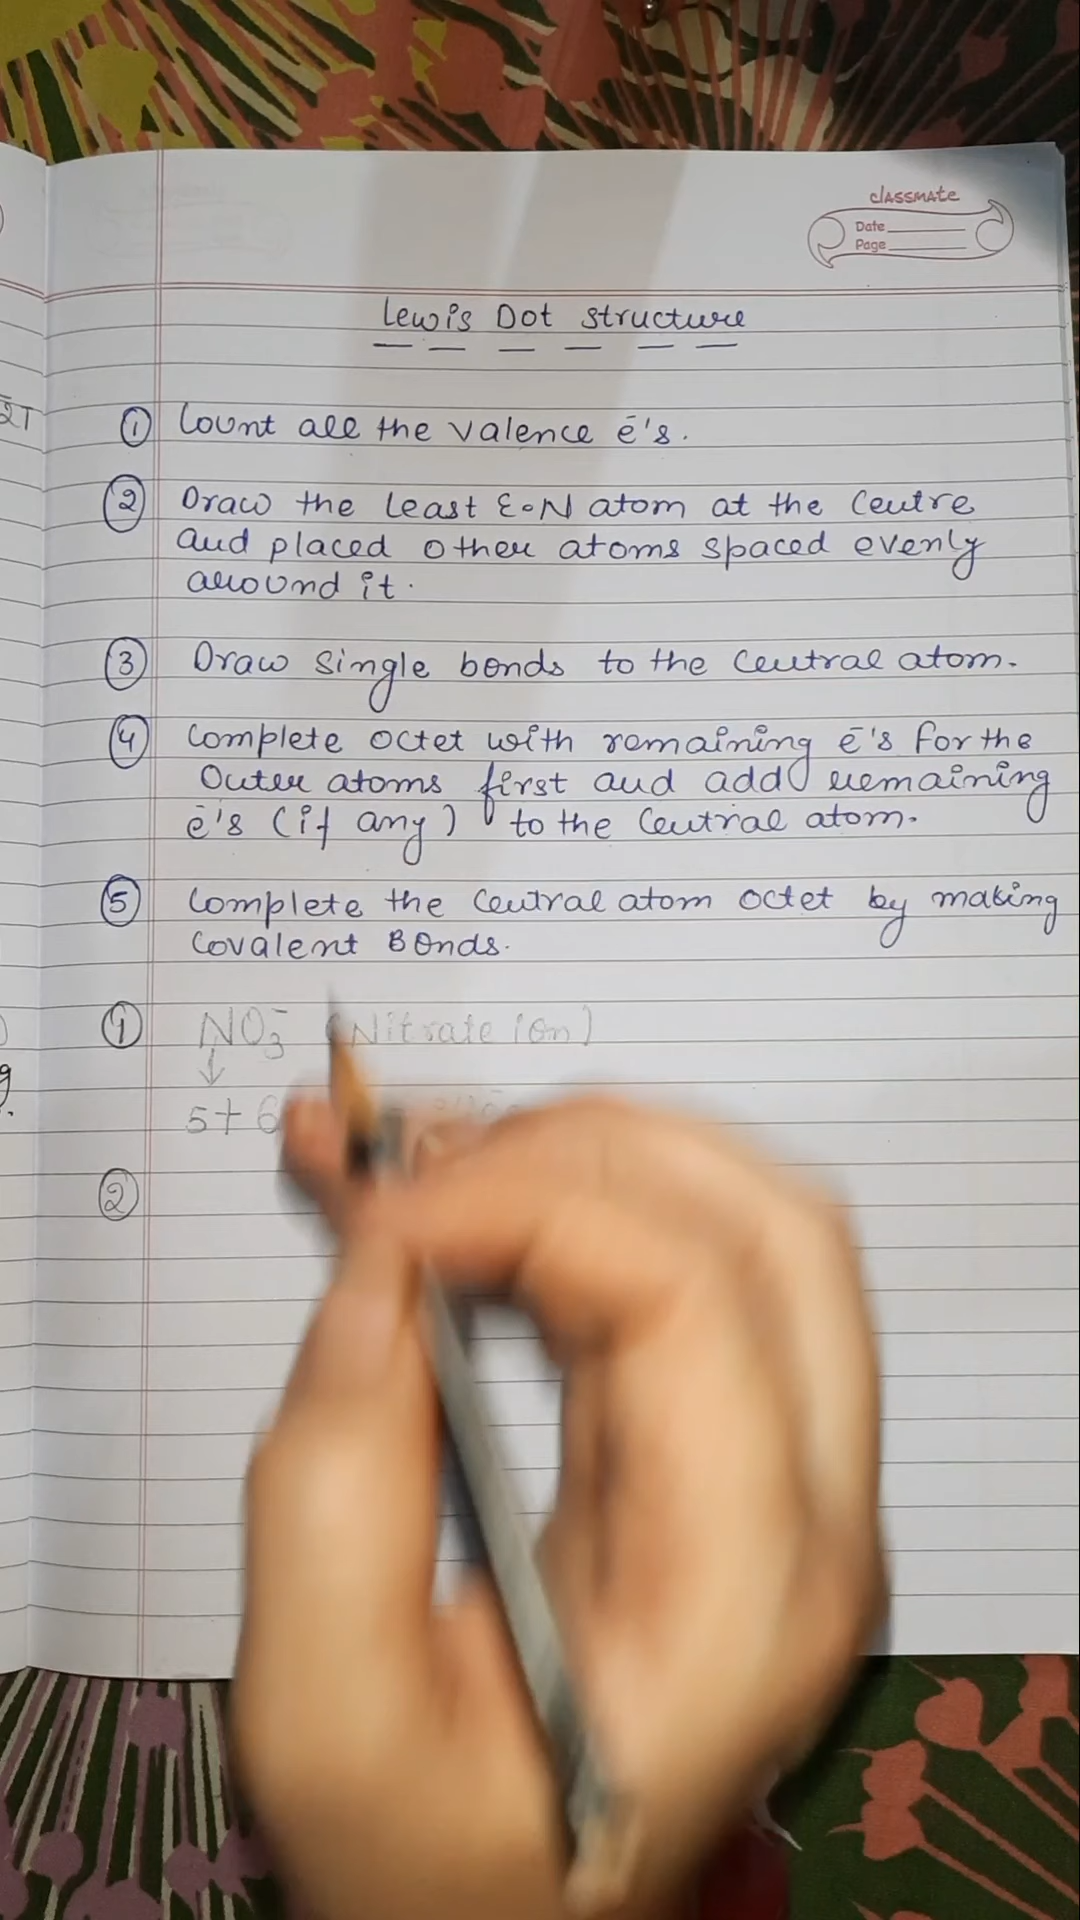 classmate
Date
Page
Lewis Dot structure
① Count all the valence ē's.
② Draw the least E.N atom at the centre
and placed other atoms spaced evenly
around it.
③ Draw single bonds to the central atom.
④ Complete octet with remaining ē's for the
outer atoms first and add remaining
ē's (if any) to the central atom.
⑤ Complete the central atom octet by making
covalent Bonds.
① NO₃⁻ (Nitrate ion)
↓
5+6
②